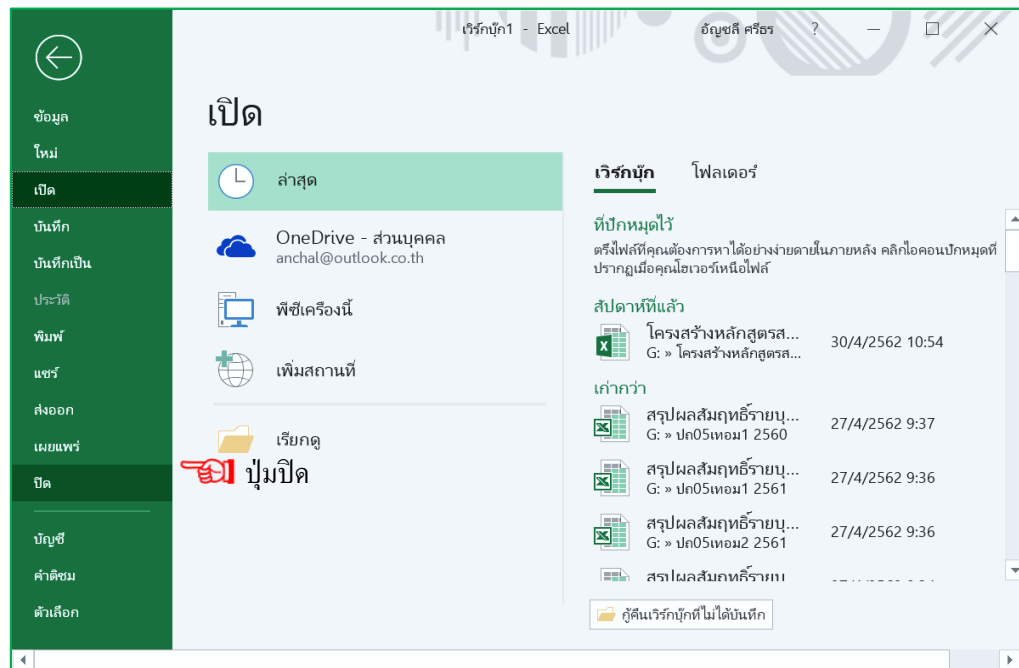 เวิร์กบุ๊ก1 - Excel
อัญชลี ศรีธร
?
ข้อมูล
ใหม่
เปิด
บันทึก
บันทึกเป็น
ประวัติ
พิมพ์
แชร์
ส่งออก
เผยแพร่
ปิด
บัญชี
คำติชม
ตัวเลือก
เปิด
ล่าสุด
OneDrive - ส่วนบุคคล
anchal@outlook.co.th
พีซีเครื่องนี้
เพิ่มสถานที่
เรียกดู
ปุ่มปิด
เวิร์กบุ๊ก โฟลเดอร์
ที่ปักหมุดไว้
ตรึงไฟล์ที่คุณต้องการหาได้อย่างง่ายดายในภายหลัง คลิกไอคอนปักหมุดที่
ปรากฏเมื่อคุณโฮเวอร์เหนือไฟล์
สัปดาห์ที่แล้ว
โครงสร้างหลักสูตรส... 30/4/2562 10:54
G: » โครงสร้างหลักสูตรส...
เก่ากว่า
สรุปผลสัมฤทธิ์รายบุ... 27/4/2562 9:37
G: » ปถ05เทอม1 2560
สรุปผลสัมฤทธิ์รายบุ... 27/4/2562 9:36
G: » ปถ05เทอม1 2561
สรุปผลสัมฤทธิ์รายบุ... 27/4/2562 9:36
G: » ปถ05เทอม2 2561
สรุปผลสัมฤทธิ์รายบุ
กู้คืนเวิร์กบุ๊กที่ไม่ได้บันทึก